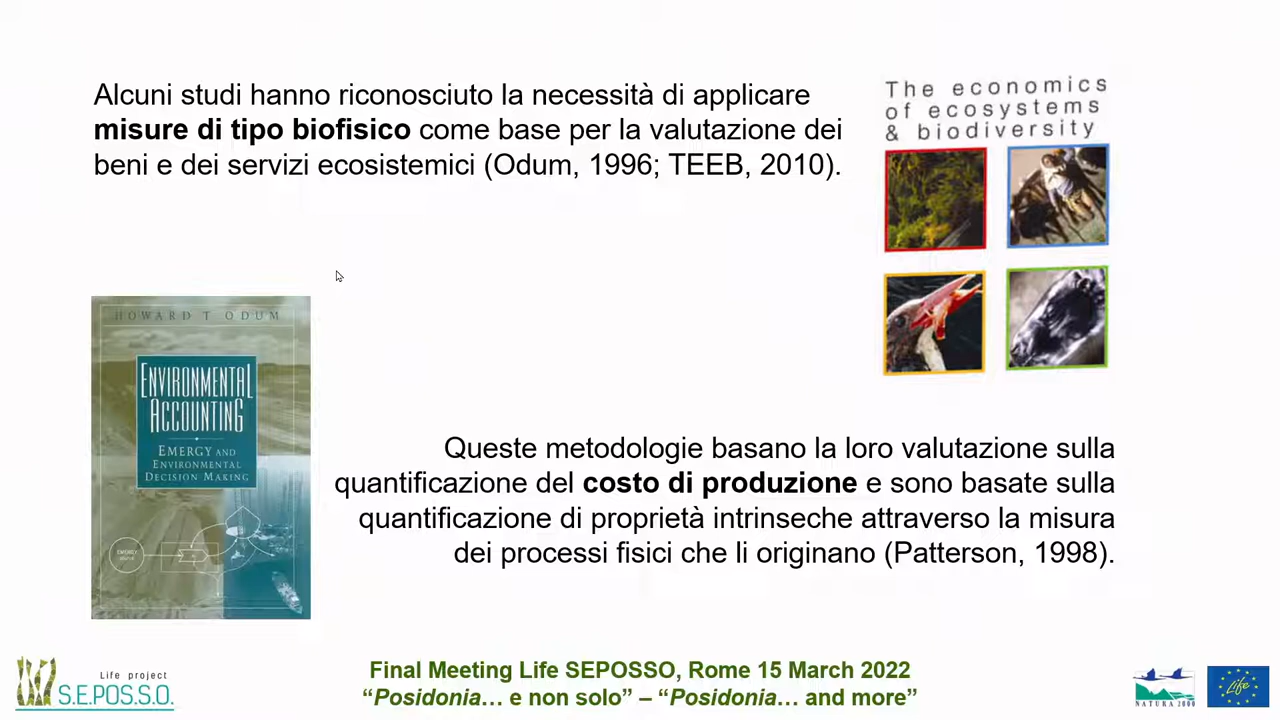 Alcuni studi hanno riconosciuto la necessità di applicare
misure di tipo biofisico come base per la valutazione dei
beni e dei servizi ecosistemici (Odum, 1996; TEEB, 2010).
The economics
of ecosystems
& biodiversity
HOWARD T ODUM
ENVIRONMENTAL
ACCOUNTING
EMERGY AND
ENVIRONMENTAL
DECISION MAKING
Queste metodologie basano la loro valutazione sulla
quantificazione del costo di produzione e sono basate sulla
quantificazione di proprietà intrinseche attraverso la misura
dei processi fisici che li originano (Patterson, 1998).
Life project
S.E.POS.S.O.
Final Meeting Life SEPOSSO, Rome 15 March 2022
“Posidonia… e non solo” – “Posidonia… and more”
NATURA 2000
Life